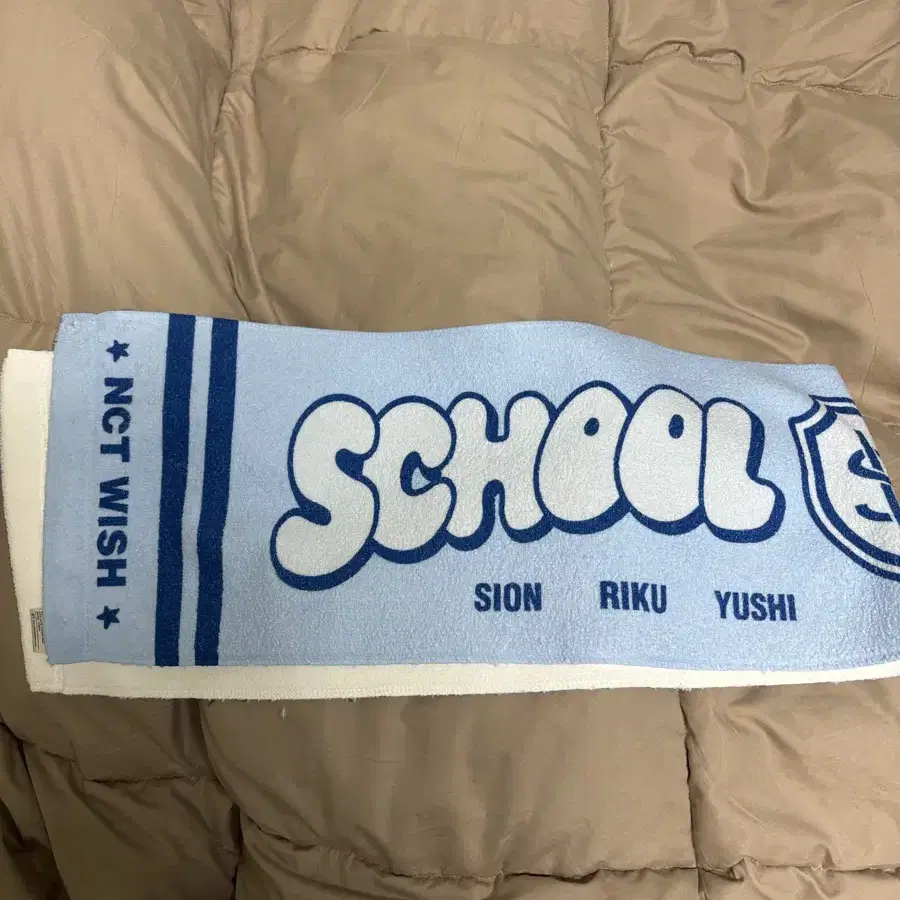 ★ NCT WISH ★
SCHOOL
SION RIKU YUSHI